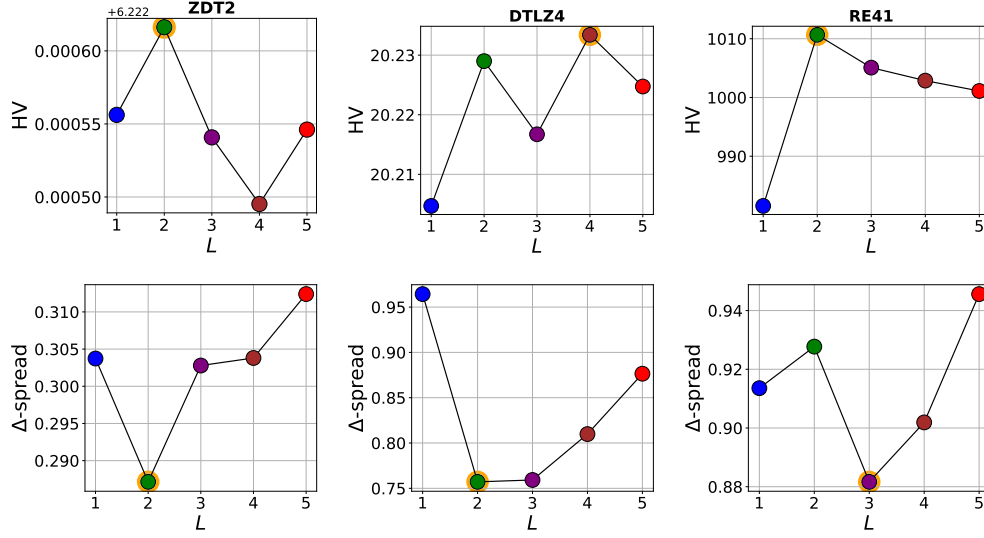 ZDT2
+6.222
0.00060
0.00055
0.00050
HV
1 2 3 4 5
L
DTLZ4
20.23
20.22
20.21
HV
1 2 3 4 5
L
RE41
1010
1000
990
HV
1 2 3 4 5
L
0.310
0.305
0.300
0.295
0.290
Δ-spread
1 2 3 4 5
L
0.95
0.90
0.85
0.80
0.75
Δ-spread
1 2 3 4 5
L
0.94
0.92
0.90
0.88
Δ-spread
1 2 3 4 5
L